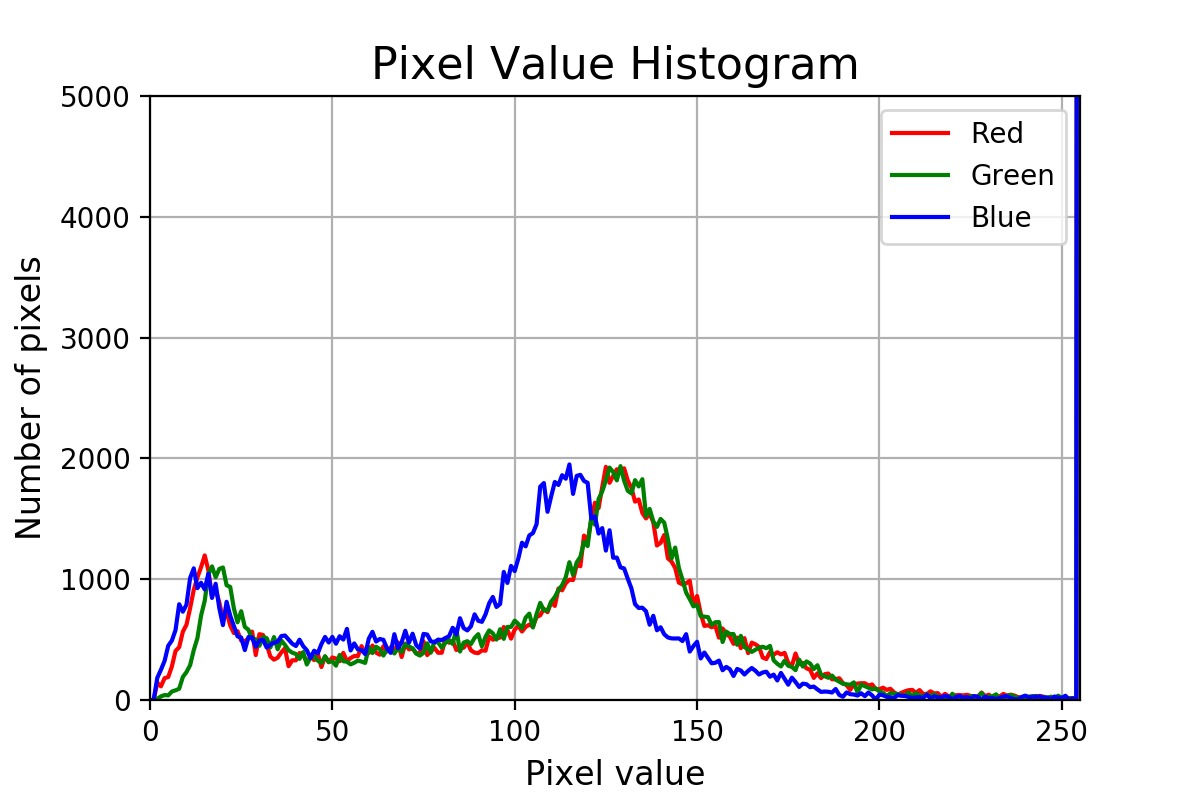 Pixel Value Histogram
5000
4000
3000
2000
1000
0
Number of pixels
Red
Green
Blue
0 50 100 150 200 250
Pixel value